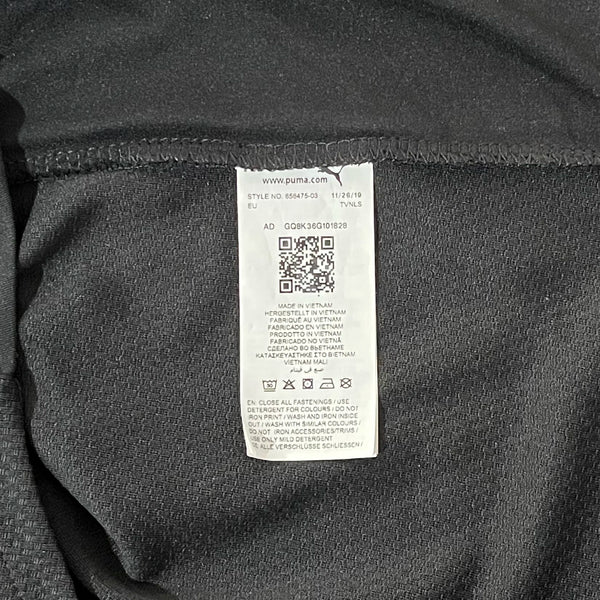 www.puma.com
STYLE NO. 656475-03 11/26/19
EU TVNLS
AD GQ8K36G101828
MADE IN VIETNAM
HERGESTELLT IN VIETNAM
FABRIQUÉ AU VIETNAM
FABRICADO EN VIETNAM
PRODOTTO IN VIETNAM
FABRICADO NO VIETNAM
СДЕЛАНО ВО ВЬЕТНАМЕ
ΚΑΤΑΣΚΕΥΑΣΤΗΚΕ ΣΤΟ ΒΙΕΤΝΑΜ
VIETNAM MALI
صنع في فيتنام
30
EN: CLOSE ALL FASTENINGS / USE
DETERGENT FOR COLOURS / DO NOT
IRON PRINT / WASH AND IRON INSIDE
OUT / WASH WITH SIMILAR COLOURS /
DO NOT IRON ACCESSORIES/TRIMS /
USE ONLY MILD DETERGENT
DE: ALLE VERSCHLÜSSE SCHLIESSEN /